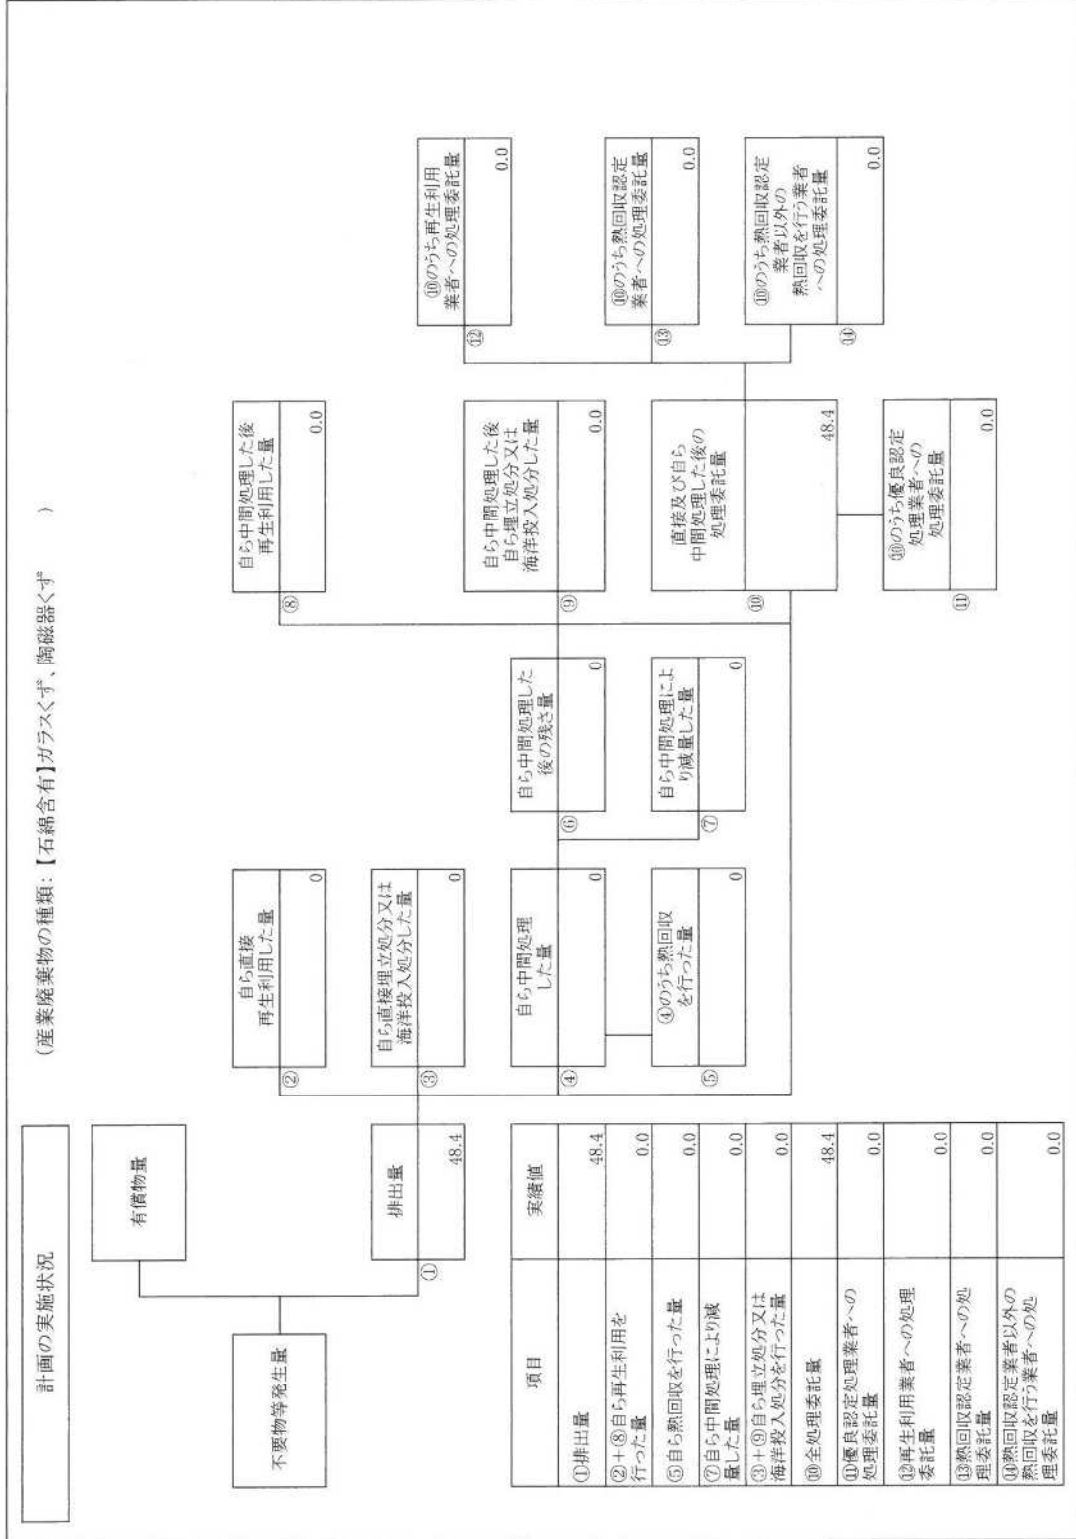 計画の実施状況
(産業廃棄物の種類：【石綿含有】ガラスくず、陶磁器くず　)
不要物等発生量
有償物量
①
排出量
48.4
②
自ら直接
再生利用した量
0
③
自ら直接埋立処分又は
海洋投入処分した量
0
④
自ら中間処理
した量
0
⑤
④のうち熱回収
を行った量
0
⑥
自ら中間処理した
後の残さ量
0
⑦
自ら中間処理によ
り減量した量
0
⑧
自ら中間処理した後
再生利用した量
0.0
⑨
自ら中間処理した後
自ら埋立処分又は
海洋投入処分した量
0.0
⑩
直接及び自ら
中間処理した後の
処理委託量
48.4
⑪
⑩のうち優良認定
処理業者への
処理委託量
0.0
⑫
⑩のうち再生利用
業者への処理委託量
0.0
⑬
⑩のうち熱回収認定
業者への処理委託量
0.0
⑭
⑩のうち熱回収認定
業者以外の
熱回収を行う業者
への処理委託量
0.0
項目 実績値
①排出量 48.4
②+⑧自ら再生利用を
行った量 0.0
⑤自ら熱回収を行った量 0.0
⑦自ら中間処理により減
量した量 0.0
③+⑨自ら埋立処分又は
海洋投入処分を行った量 0.0
⑩全処理委託量 48.4
⑪優良認定処理業者への
処理委託量 0.0
⑫再生利用業者への処理
委託量 0.0
⑬熱回収認定業者への処
理委託量 0.0
⑭熱回収認定業者以外の
熱回収を行う業者への処
理委託量 0.0